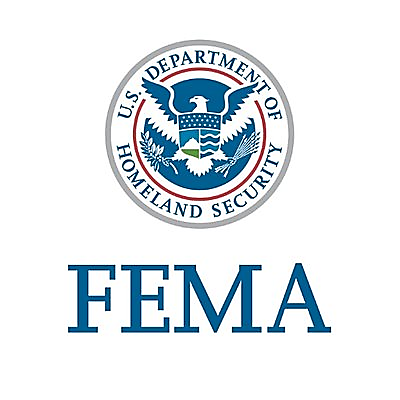 U.S. DEPARTMENT OF
HOMELAND SECURITY
FEMA